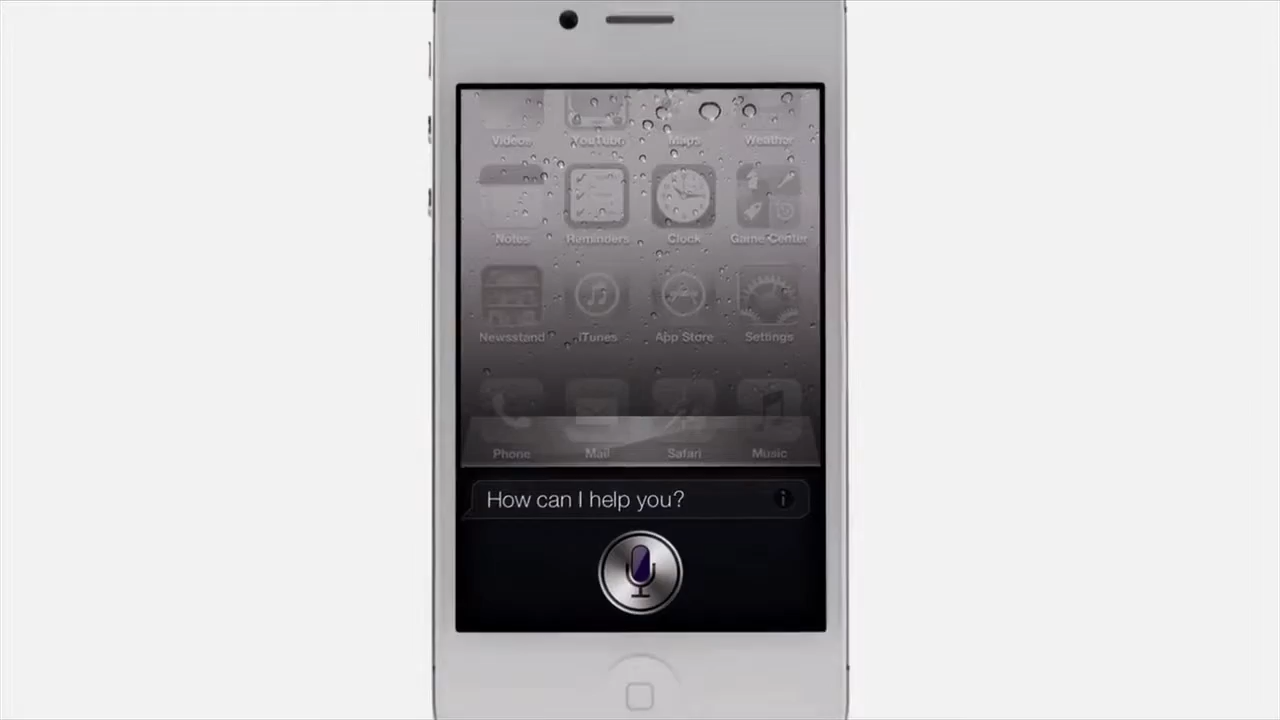 Videos YouTube Maps Weather
Notes Reminders Clock Game Center
Newsstand iTunes App Store Settings
Phone Mail Safari Music
How can I help you?